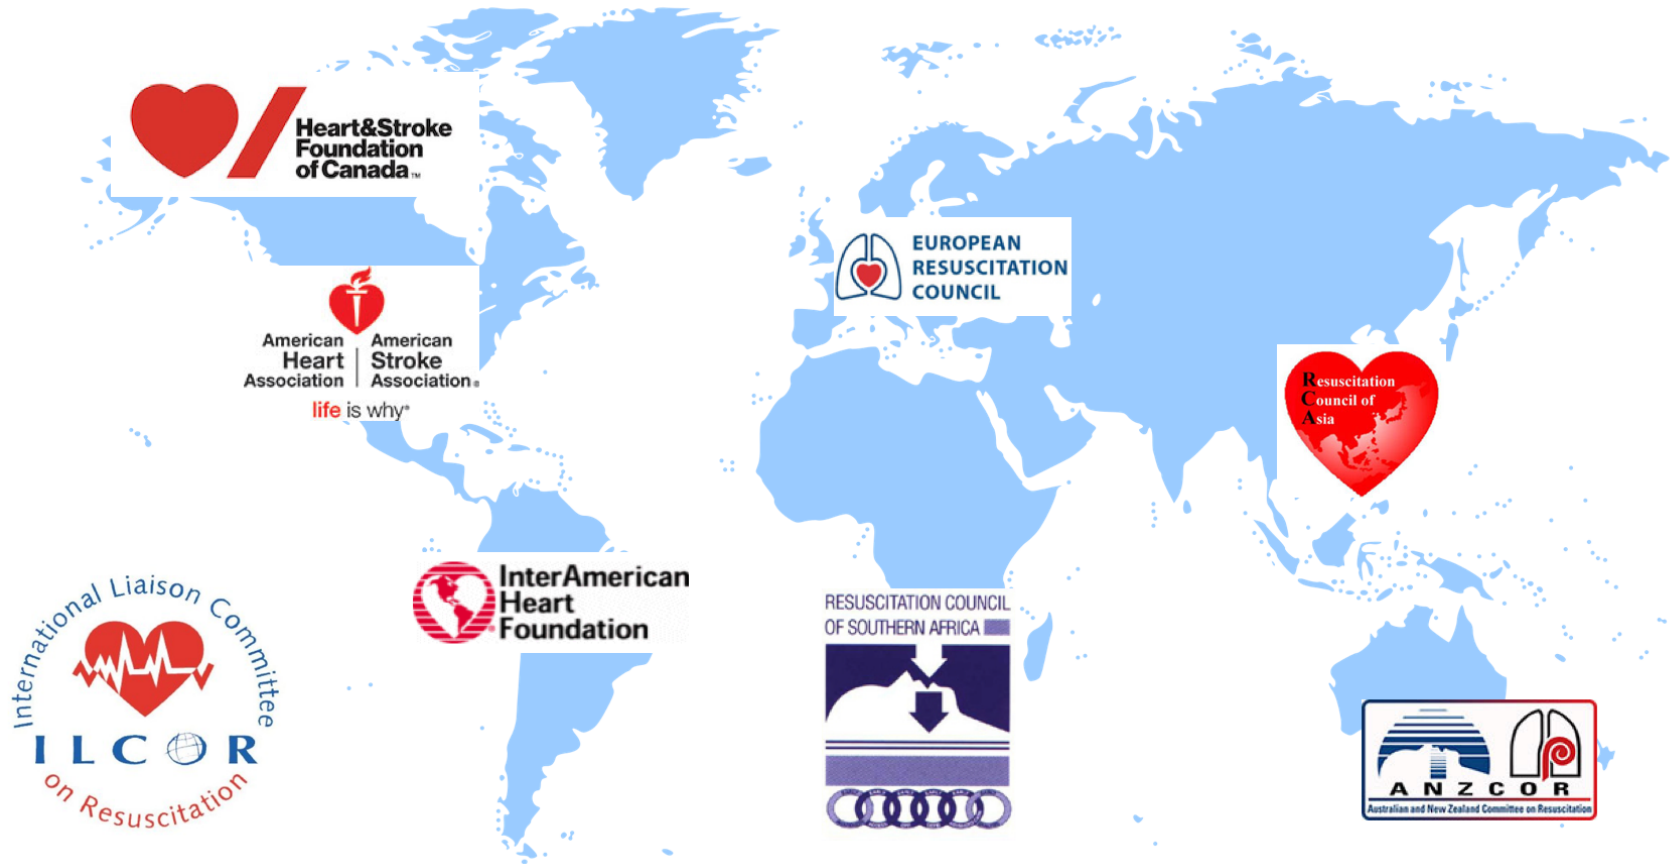 Heart&Stroke
Foundation
of Canada™
American
Heart
Association
American
Stroke
Association®
life is why®
EUROPEAN
RESUSCITATION
COUNCIL
Resuscitation
Council of
Asia
InterAmerican
Heart
Foundation®
RESUSCITATION COUNCIL
OF SOUTHERN AFRICA
International Liaison Committee
ILCOR
on Resuscitation
ANZCOR
Australian and New Zealand Committee on Resuscitation